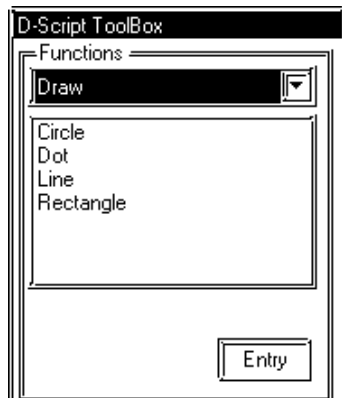 D-Script ToolBox
Functions
Draw
Circle
Dot
Line
Rectangle
Entry